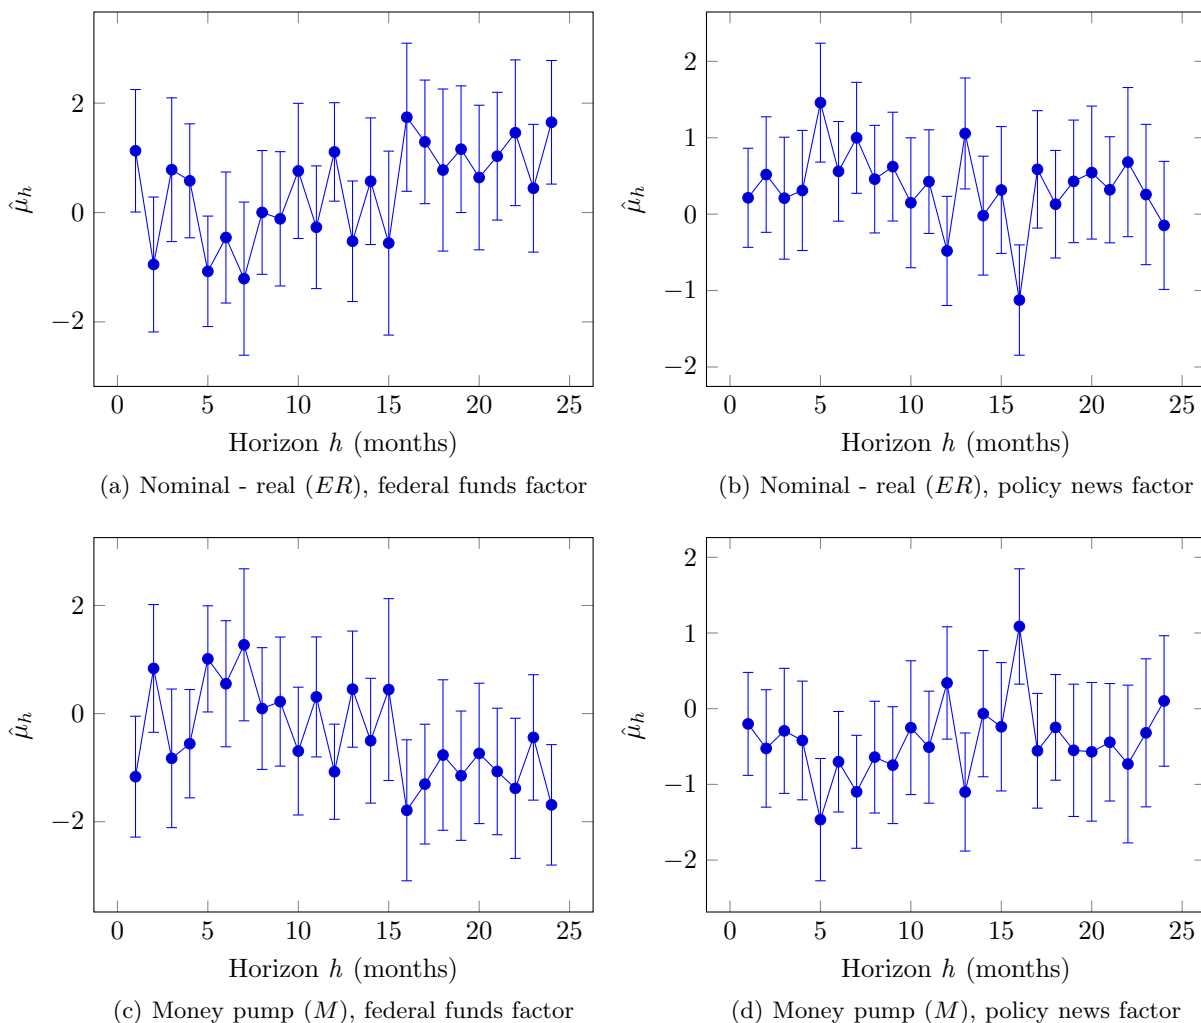 2
0
−2
μ̂h
0 5 10 15 20 25
Horizon h (months)
(a) Nominal - real (ER), federal funds factor
2
1
0
−1
−2
μ̂h
0 5 10 15 20 25
Horizon h (months)
(b) Nominal - real (ER), policy news factor
2
0
−2
μ̂h
0 5 10 15 20 25
Horizon h (months)
(c) Money pump (M), federal funds factor
2
1
0
−1
−2
μ̂h
0 5 10 15 20 25
Horizon h (months)
(d) Money pump (M), policy news factor